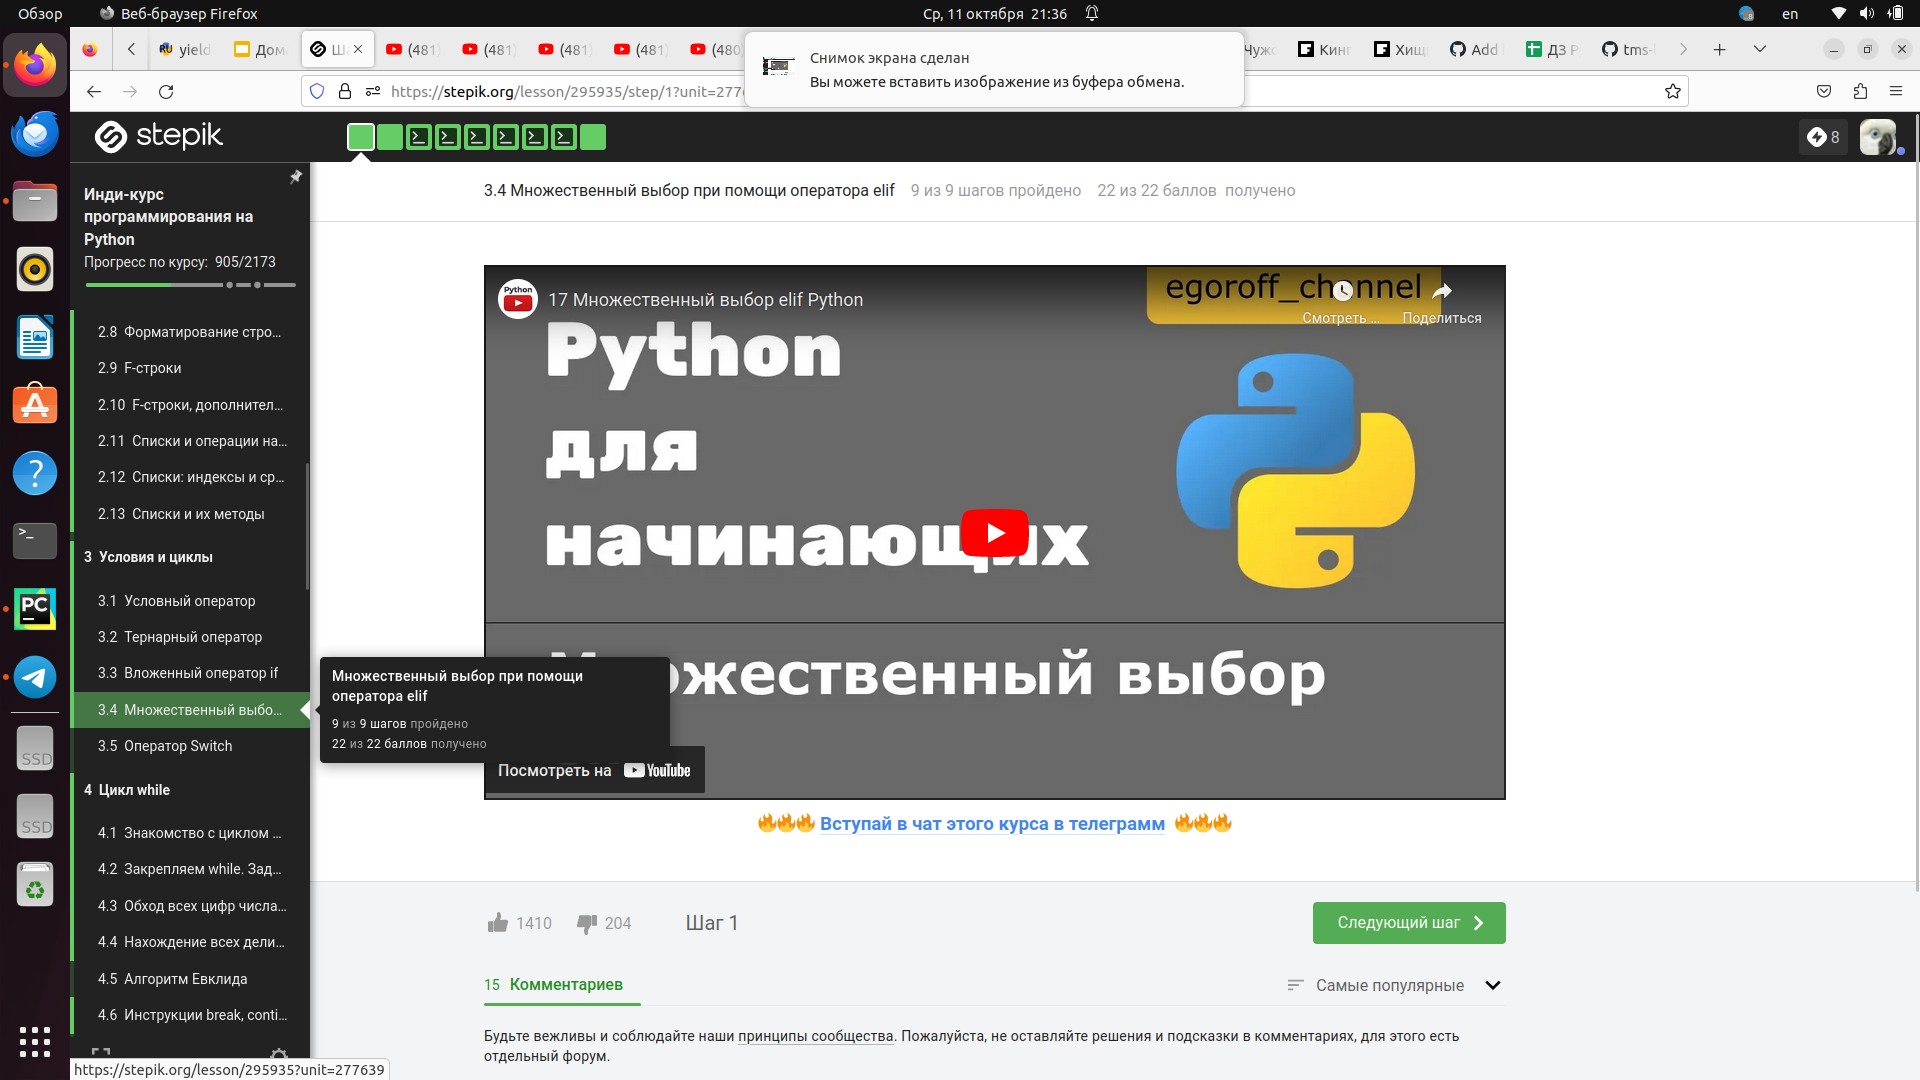 Обзор
Веб-браузер Firefox
Ср, 11 октября 21:36
en
yield
Дома
Ша
(481)
(481)
(481)
(481)
(480
Снимок экрана сделан
Вы можете вставить изображение из буфера обмена.
Чужо
Кинг
Хищ
Add
ДЗ Р
tms-
https://stepik.org/lesson/295935/step/1?unit=277
stepik
8
Инди-курс
программирования на
Python
Прогресс по курсу: 905/2173
2.8 Форматирование стро...
2.9 F-строки
2.10 F-строки, дополнител...
2.11 Списки и операции на...
2.12 Списки: индексы и ср...
2.13 Списки и их методы
3 Условия и циклы
3.1 Условный оператор
3.2 Тернарный оператор
3.3 Вложенный оператор if
3.4 Множественный выбо...
3.5 Оператор Switch
4 Цикл while
4.1 Знакомство с циклом ...
4.2 Закрепляем while. Зад...
4.3 Обход всех цифр числа...
4.4 Нахождение всех дели...
4.5 Алгоритм Евклида
4.6 Инструкции break, conti...
3.4 Множественный выбор при помощи оператора elif 9 из 9 шагов пройдено 22 из 22 баллов получено
Python
17 Множественный выбор elif Python
egoroff_channel
Смотреть ...
Поделиться
Python
для
начинающих
Множественный выбор
Множественный выбор при помощи
оператора elif
9 из 9 шагов пройдено
22 из 22 баллов получено
Посмотреть на YouTube
Вступай в чат этого курса в телеграмм
1410
204
Шаг 1
Следующий шаг
15 Комментариев
Самые популярные
Будьте вежливы и соблюдайте наши принципы сообщества. Пожалуйста, не оставляйте решения и подсказки в комментариях, для этого есть
отдельный форум.
https://stepik.org/lesson/295935?unit=277639
PC
SSD
SSD